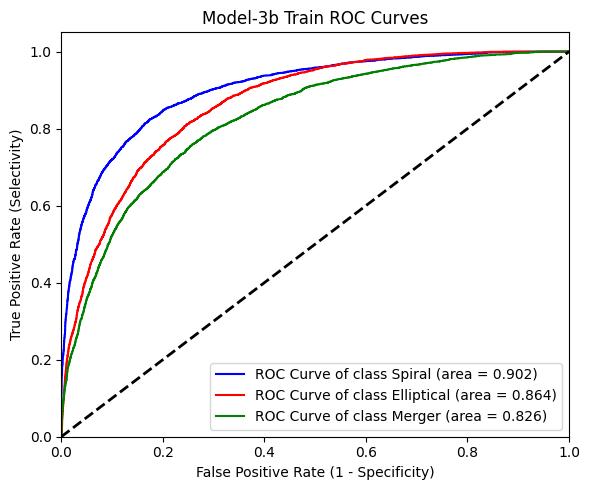 Model-3b Train ROC Curves
True Positive Rate (Selectivity)
1.0
0.8
0.6
0.4
0.2
0.0
ROC Curve of class Spiral (area = 0.902)
ROC Curve of class Elliptical (area = 0.864)
ROC Curve of class Merger (area = 0.826)
0.0 0.2 0.4 0.6 0.8 1.0
False Positive Rate (1 - Specificity)